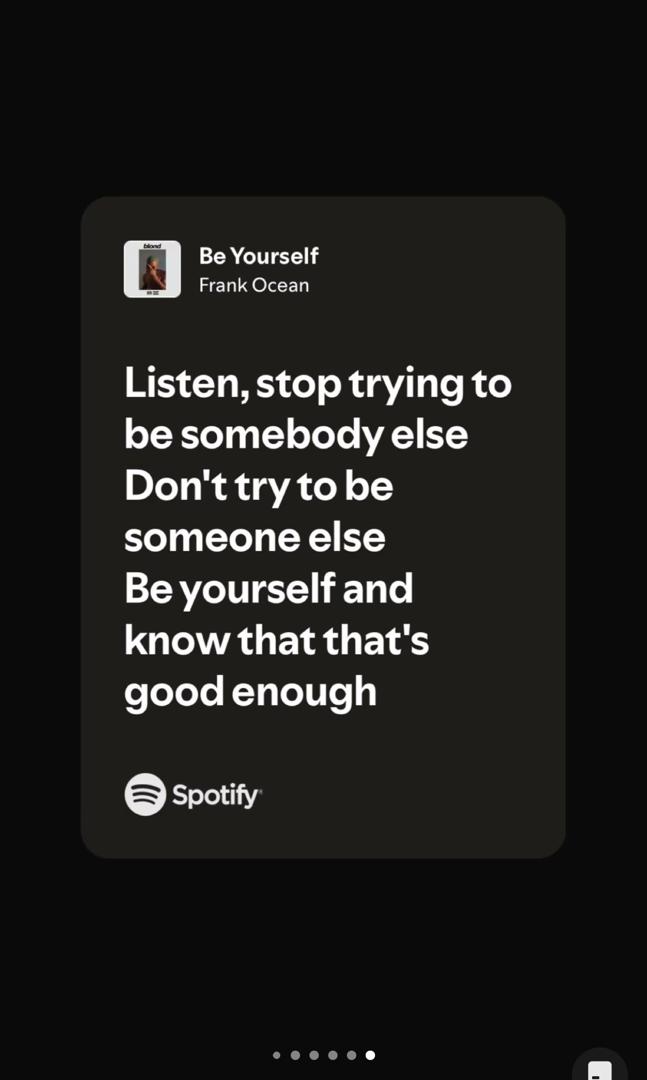 blond
Be Yourself
Frank Ocean
Listen, stop trying to
be somebody else
Don't try to be
someone else
Be yourself and
know that that's
good enough
Spotify